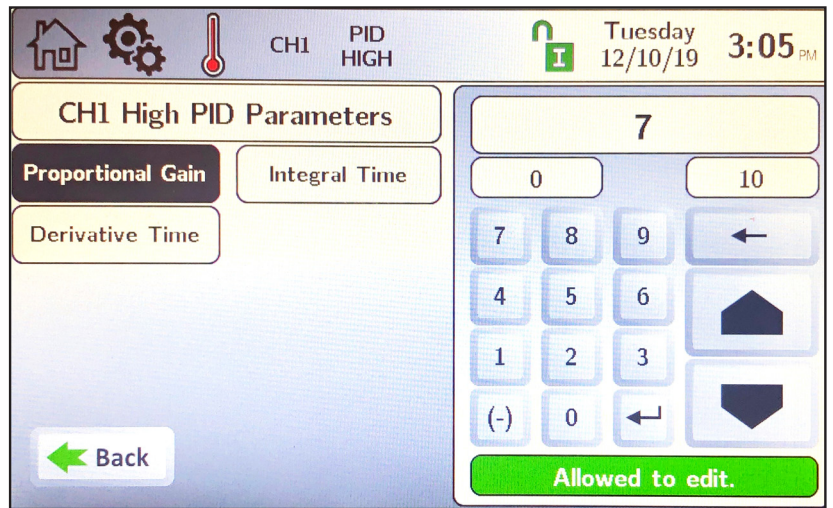 CH1
PID
HIGH
I
Tuesday
12/10/19
3:05 PM
CH1 High PID Parameters
Proportional Gain
Integral Time
Derivative Time
Back
7
0
10
7 8 9
4 5 6
1 2 3
(-) 0
Allowed to edit.